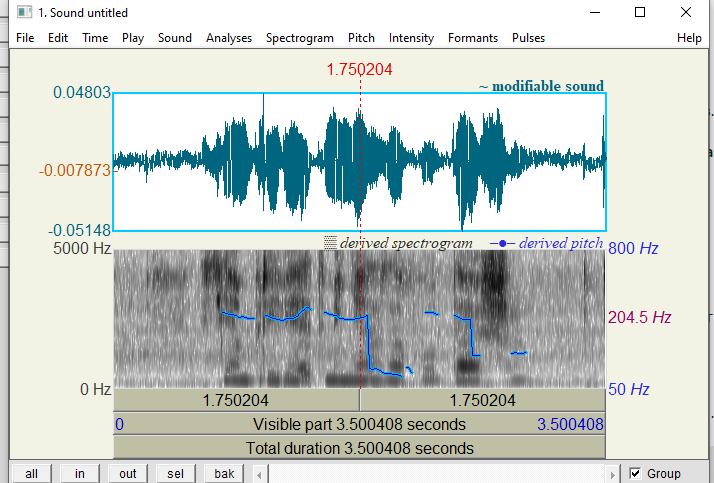 1. Sound untitled
File Edit Time Play Sound Analyses Spectrogram Pitch Intensity Formants Pulses Help
1.750204
0.04803 ~ modifiable sound
-0.007873
-0.05148
5000 Hz derived spectrogram derived pitch 800 Hz
204.5 Hz
0 Hz 50 Hz
1.750204 1.750204
0 Visible part 3.500408 seconds 3.500408
Total duration 3.500408 seconds
all in out sel bak Group